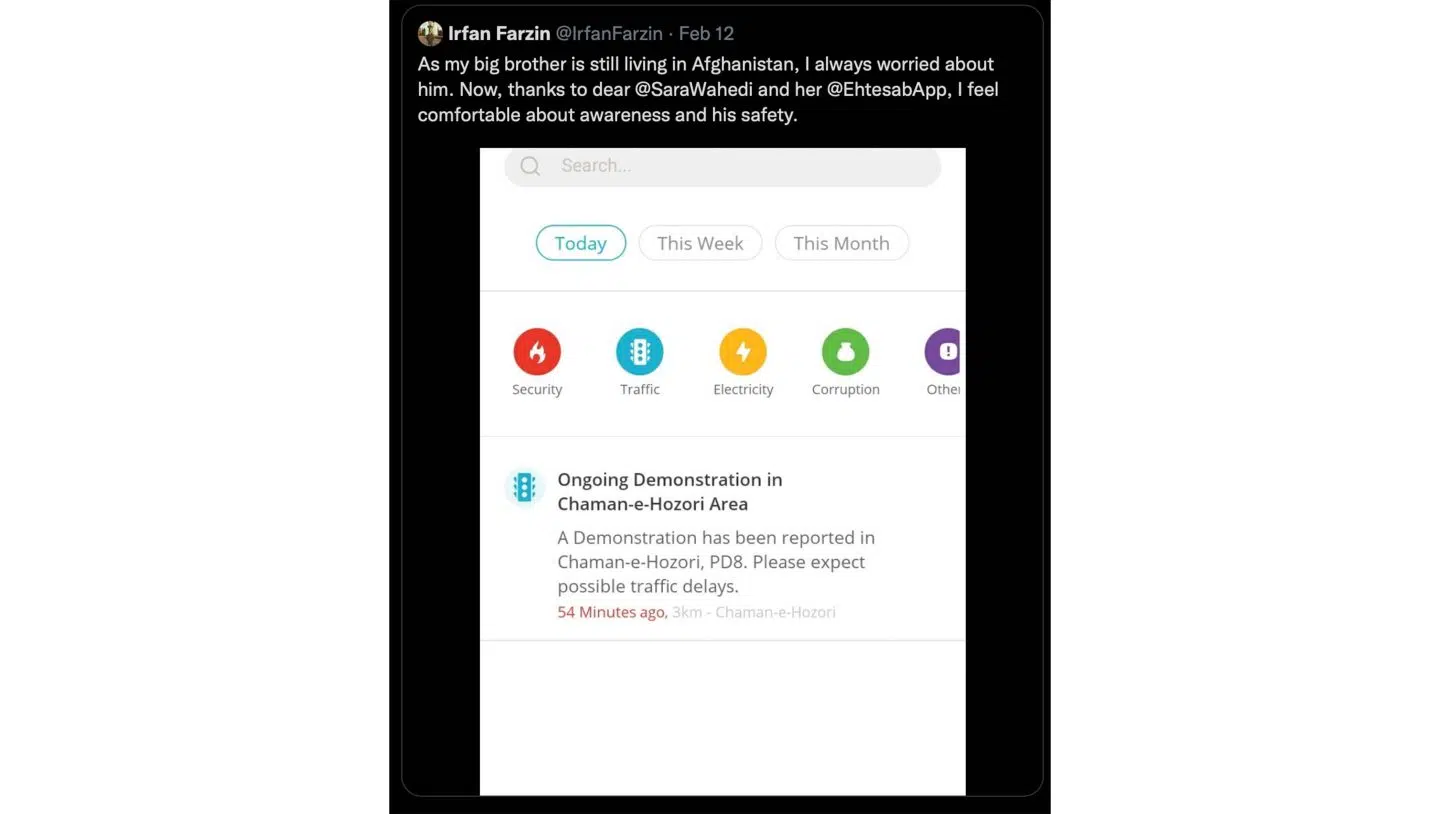 Irfan Farzin @IrfanFarzin · Feb 12
As my big brother is still living in Afghanistan, I always worried about
him. Now, thanks to dear @SaraWahedi and her @EhtesabApp, I feel
comfortable about awareness and his safety.
Search...
Today This Week This Month
Security Traffic Electricity Corruption Other
Ongoing Demonstration in
Chaman-e-Hozori Area
A Demonstration has been reported in
Chaman-e-Hozori, PD8. Please expect
possible traffic delays.
54 Minutes ago, 3km - Chaman-e-Hozori